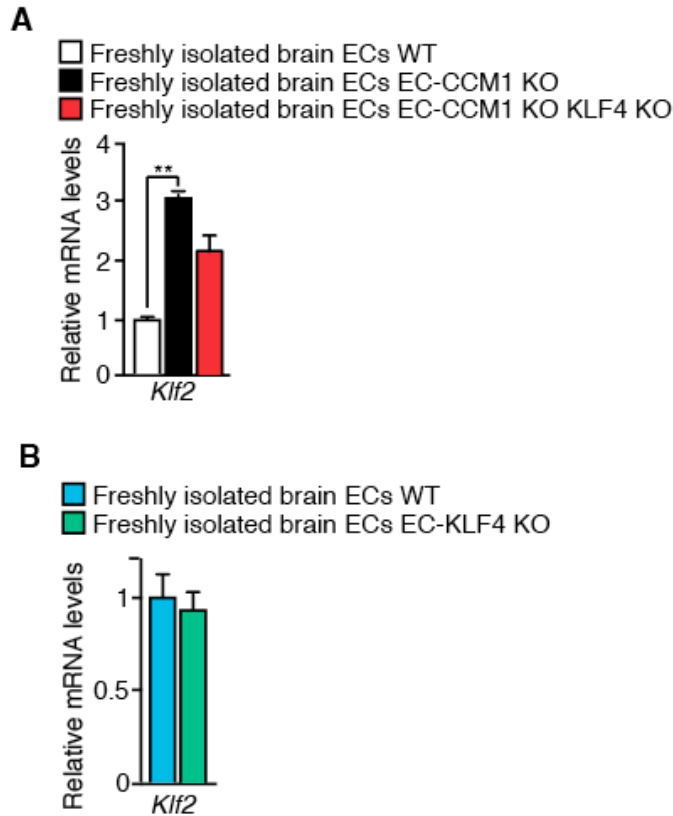 A
Freshly isolated brain ECs WT
Freshly isolated brain ECs EC-CCM1 KO
Freshly isolated brain ECs EC-CCM1 KO KLF4 KO
Relative mRNA levels
4
3
2
1
0
**
Klf2
B
Freshly isolated brain ECs WT
Freshly isolated brain ECs EC-KLF4 KO
Relative mRNA levels
1
0.5
0
Klf2